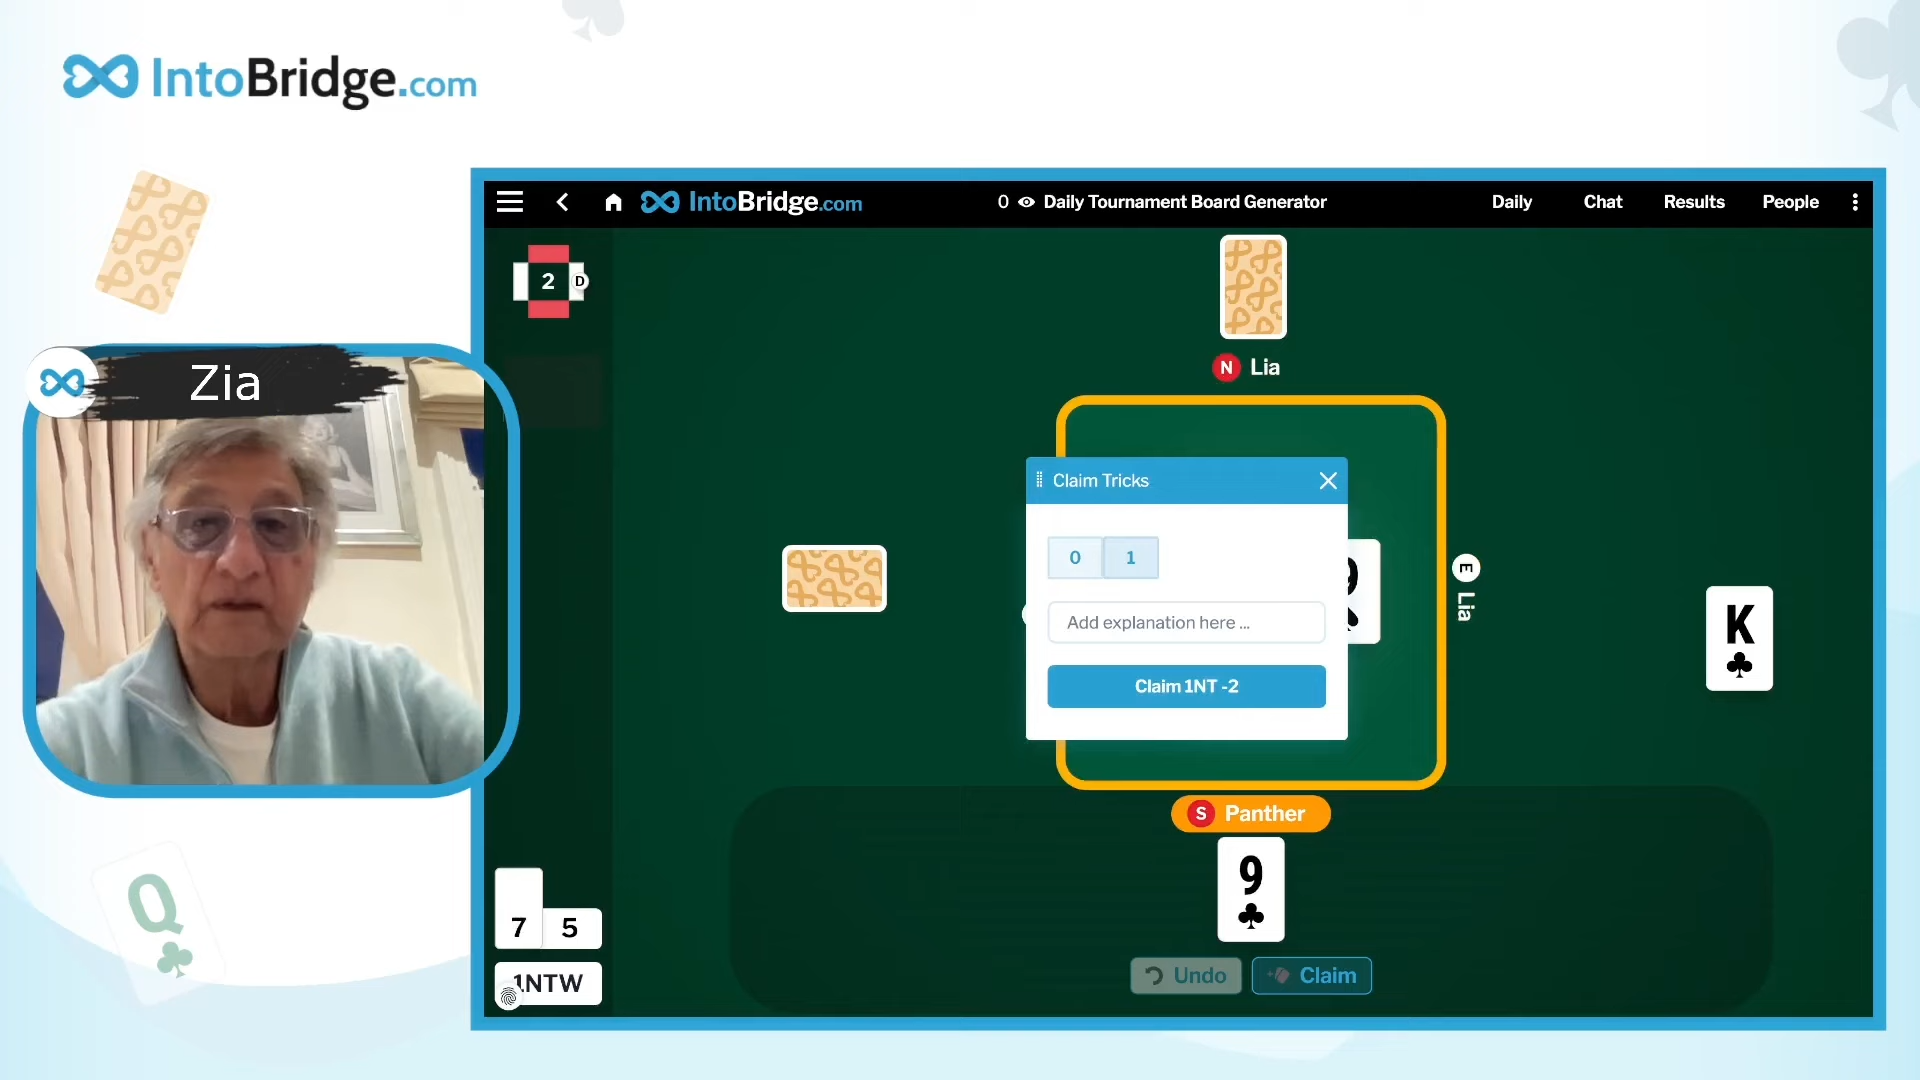 IntoBridge.com
IntoBridge.com
0 Daily Tournament Board Generator
Daily
Chat
Results
People
2
D
N Lia
Zia
Claim Tricks
0
1
Add explanation here ...
Claim 1NT -2
9
E
Lia
K
S Panther
9
Q
7
5
1NTW
Undo
Claim